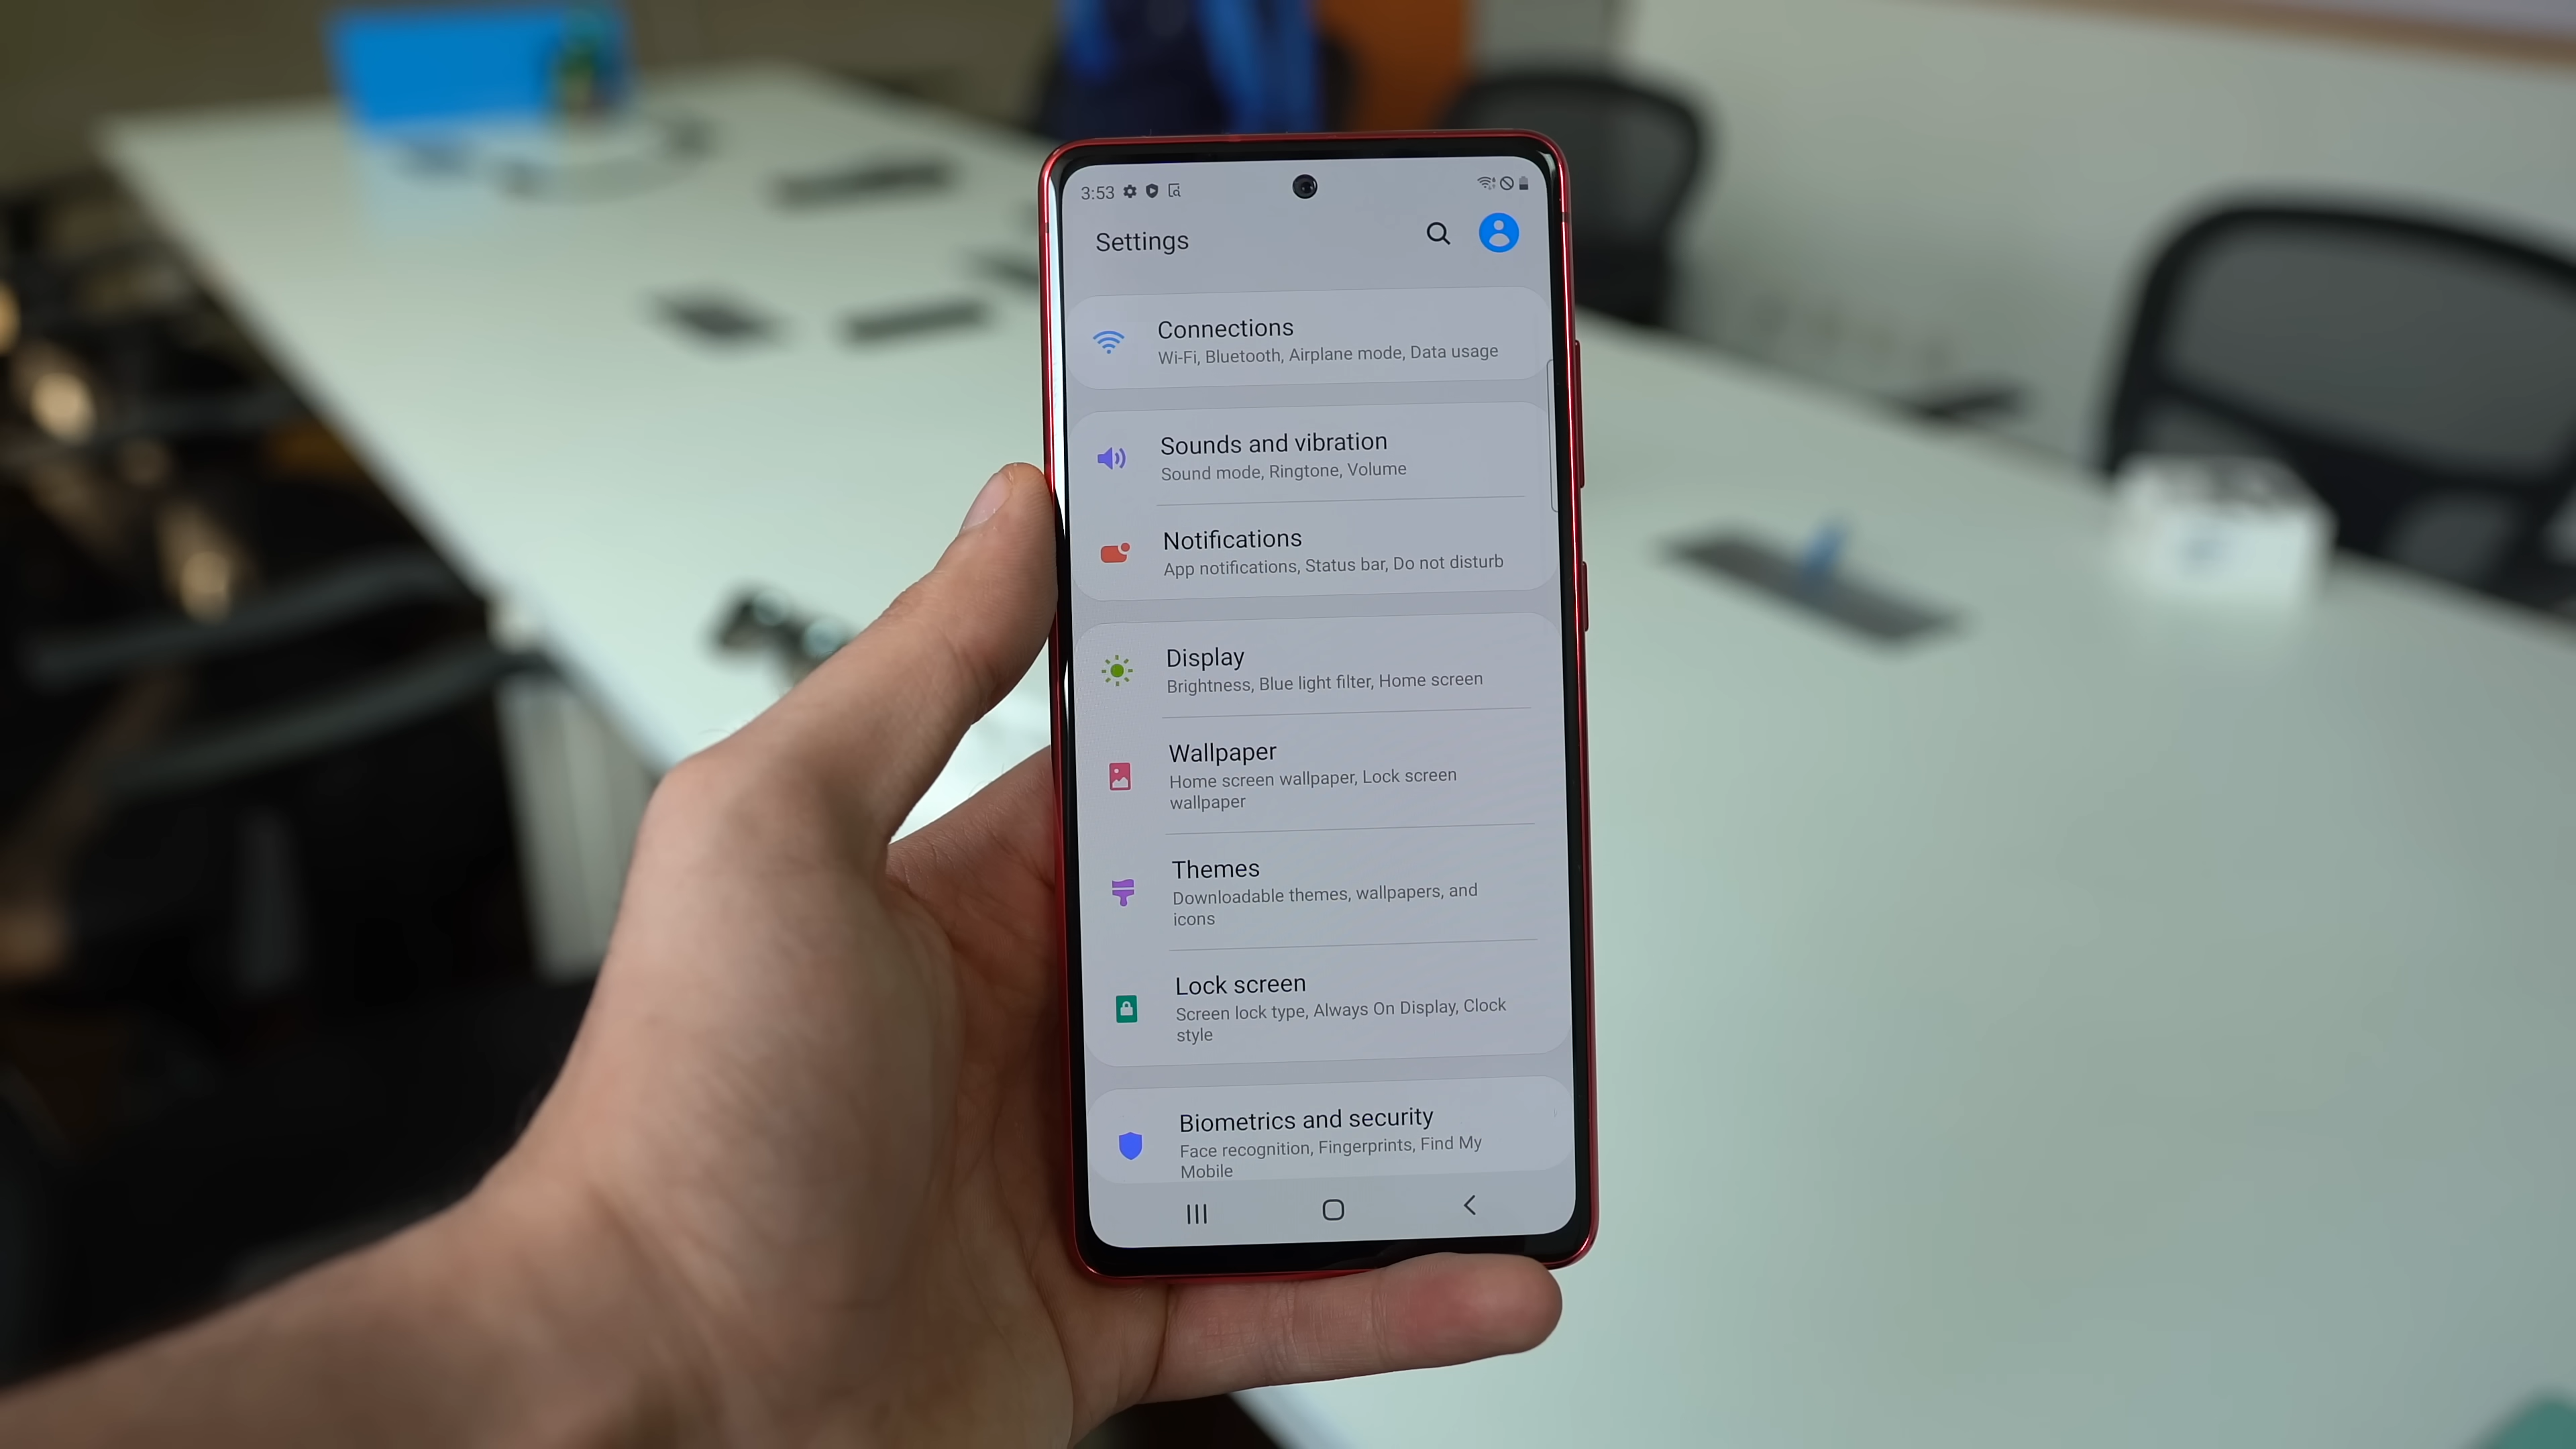 3:53
Settings
Connections
Wi-Fi, Bluetooth, Airplane mode, Data usage
Sounds and vibration
Sound mode, Ringtone, Volume
Notifications
App notifications, Status bar, Do not disturb
Display
Brightness, Blue light filter, Home screen
Wallpaper
Home screen wallpaper, Lock screen
wallpaper
Themes
Downloadable themes, wallpapers, and
icons
Lock screen
Screen lock type, Always On Display, Clock
style
Biometrics and security
Face recognition, Fingerprints, Find My
Mobile